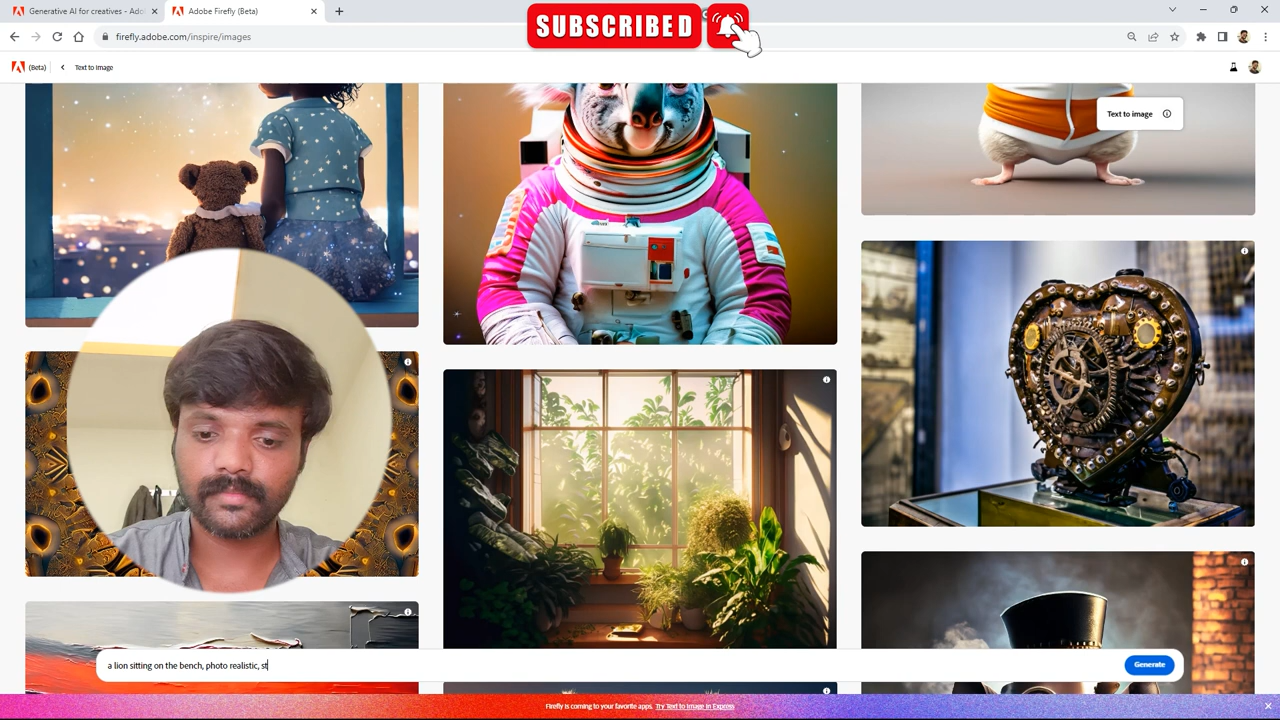 Generative AI for creatives - Ado
Adobe Firefly (Beta)
SUBSCRIBED
firefly.adobe.com/inspire/images
(Beta)
Text to image
Text to image
a lion sitting on the bench, photo realistic, st
Generate
Firefly is coming to your favorite apps. Try Text to Image in Express